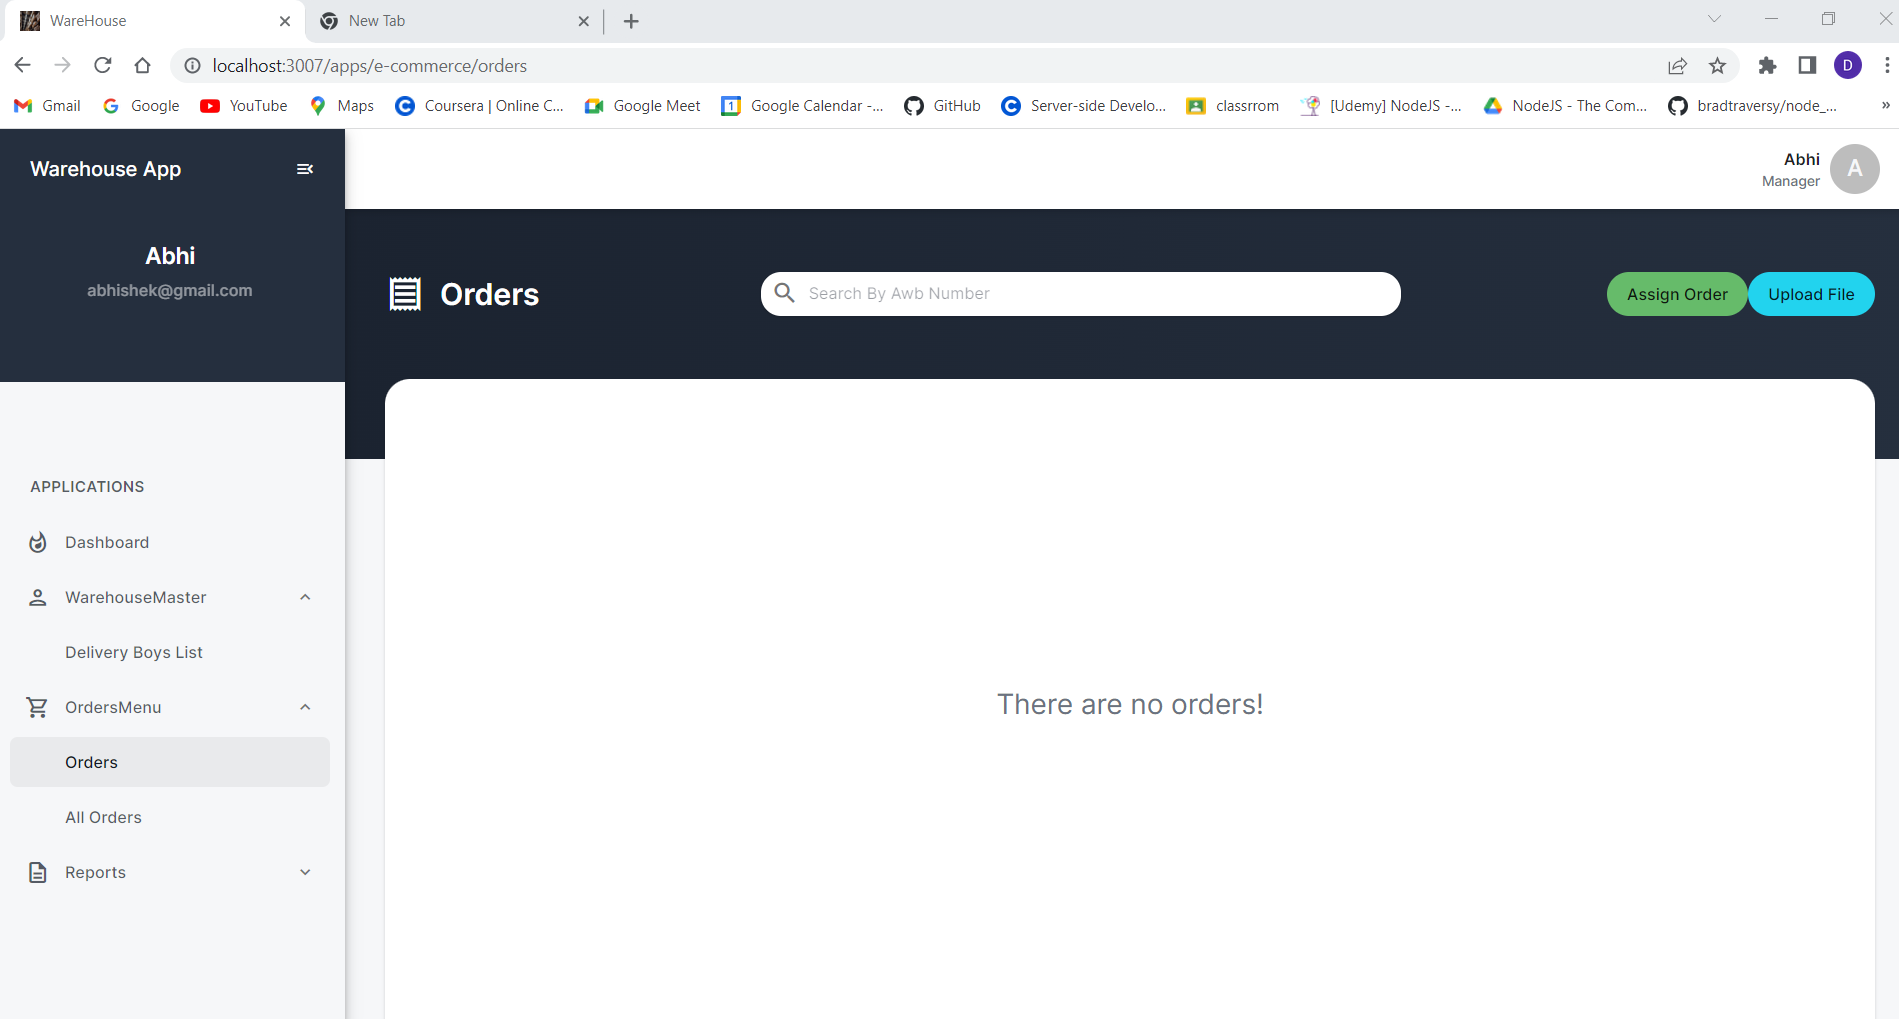 WareHouse
New Tab
localhost:3007/apps/e-commerce/orders
D
Gmail
Google
YouTube
Maps
Coursera | Online C...
Google Meet
Google Calendar -...
GitHub
Server-side Develo...
classrrom
[Udemy] NodeJS -...
NodeJS - The Com...
bradtraversy/node_...
»
Warehouse App
Abhi
Manager
A
Abhi
abhishek@gmail.com
Orders
Search By Awb Number
Assign Order
Upload File
APPLICATIONS
Dashboard
WarehouseMaster
Delivery Boys List
OrdersMenu
Orders
All Orders
Reports
There are no orders!